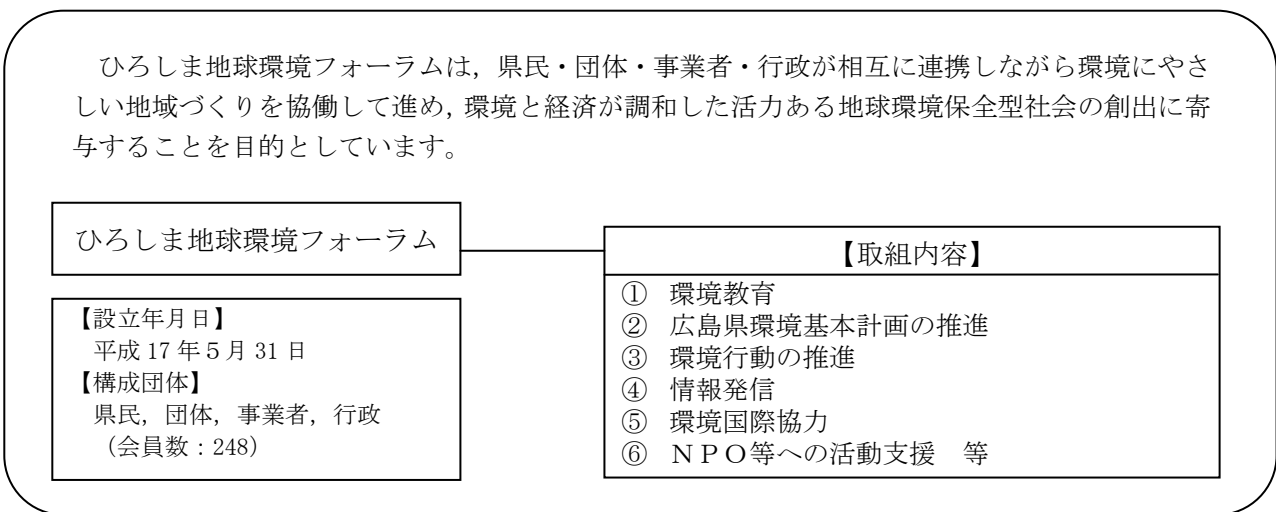 ひろしま地球環境フォーラムは，県民・団体・事業者・行政が相互に連携しながら環境にやさ
しい地域づくりを協働して進め，環境と経済が調和した活力ある地球環境保全型社会の創出に寄
与することを目的としています。
ひろしま地球環境フォーラム
【設立年月日】
平成 17 年５月 31 日
【構成団体】
県民，団体，事業者，行政
（会員数：248）
【取組内容】
① 環境教育
② 広島県環境基本計画の推進
③ 環境行動の推進
④ 情報発信
⑤ 環境国際協力
⑥ ＮＰＯ等への活動支援　等